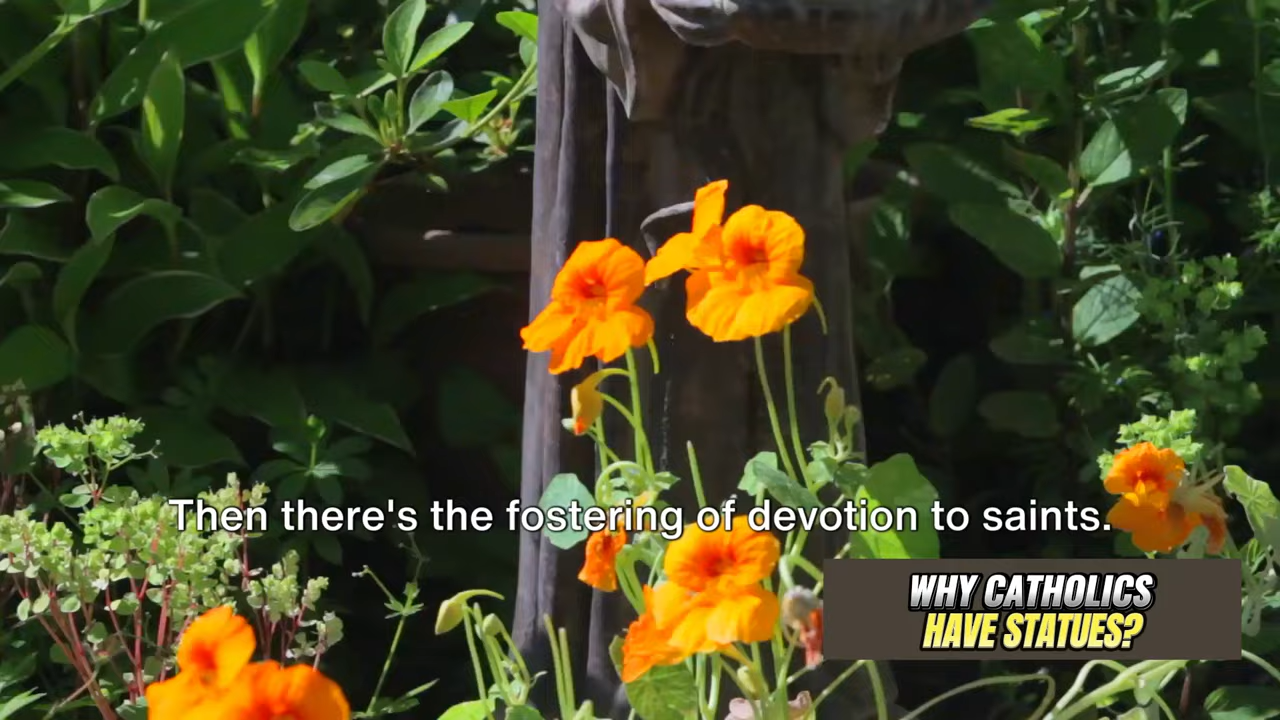 Then there's the fostering of devotion to saints.
WHY CATHOLICS
HAVE STATUES?